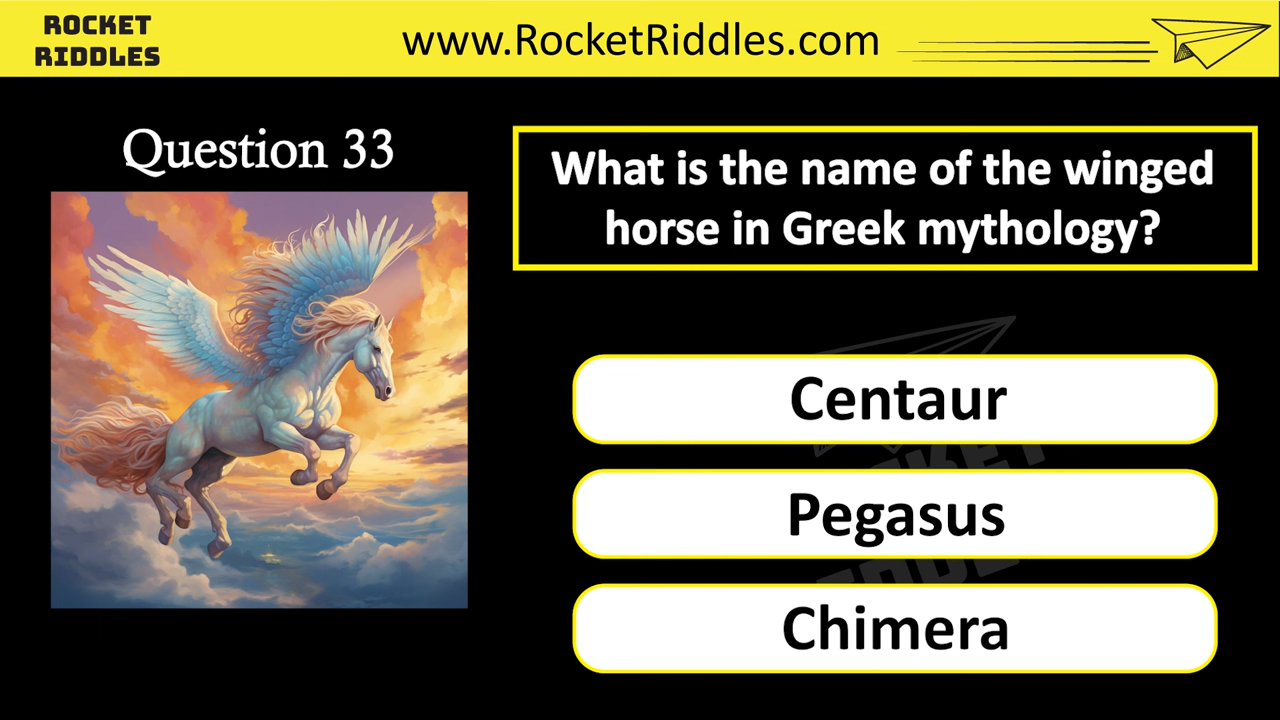 ROCKET
RIDDLES
www.RocketRiddles.com
Question 33
What is the name of the winged
horse in Greek mythology?
Centaur
Pegasus
Chimera